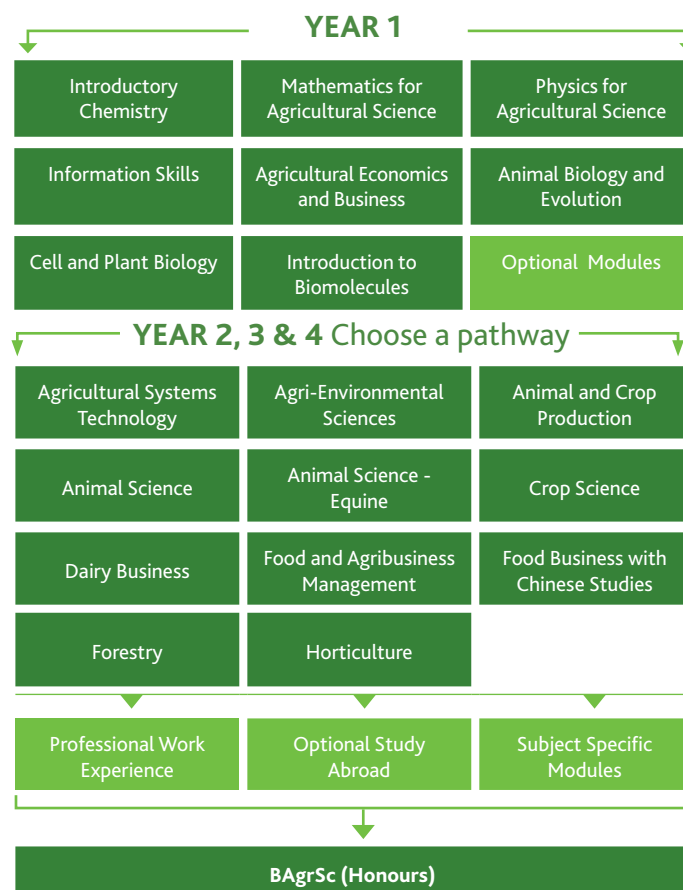 YEAR 1
Introductory
Chemistry
Mathematics for
Agricultural Science
Physics for
Agricultural Science
Information Skills
Agricultural Economics
and Business
Animal Biology and
Evolution
Cell and Plant Biology
Introduction to
Biomolecules
Optional Modules
YEAR 2, 3 & 4 Choose a pathway
Agricultural Systems
Technology
Agri-Environmental
Sciences
Animal and Crop
Production
Animal Science
Animal Science -
Equine
Crop Science
Dairy Business
Food and Agribusiness
Management
Food Business with
Chinese Studies
Forestry
Horticulture
Professional Work
Experience
Optional Study
Abroad
Subject Specific
Modules
BAgrSc (Honours)